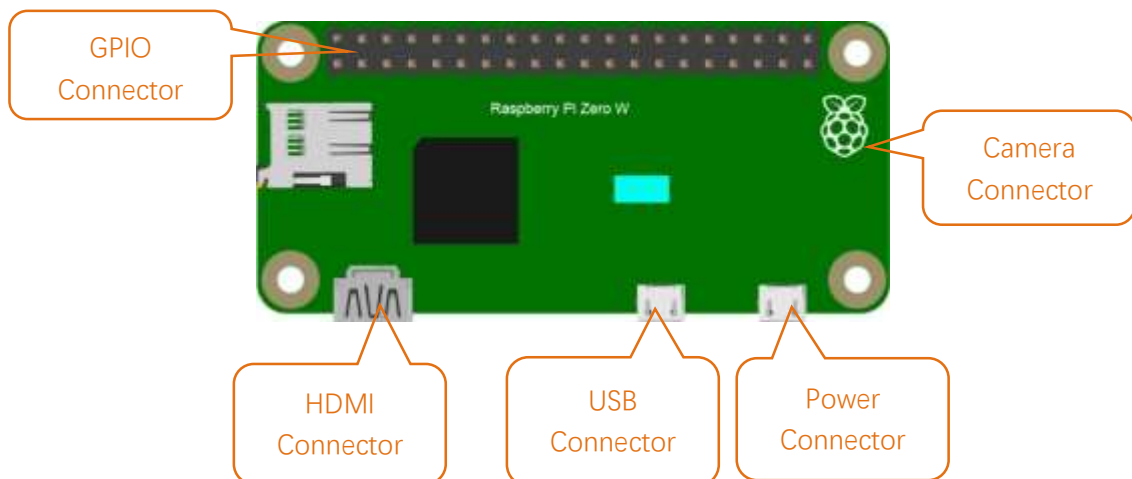 GPIO
Connector
Raspberry Pi Zero W
Camera
Connector
HDMI
Connector
USB
Connector
Power
Connector